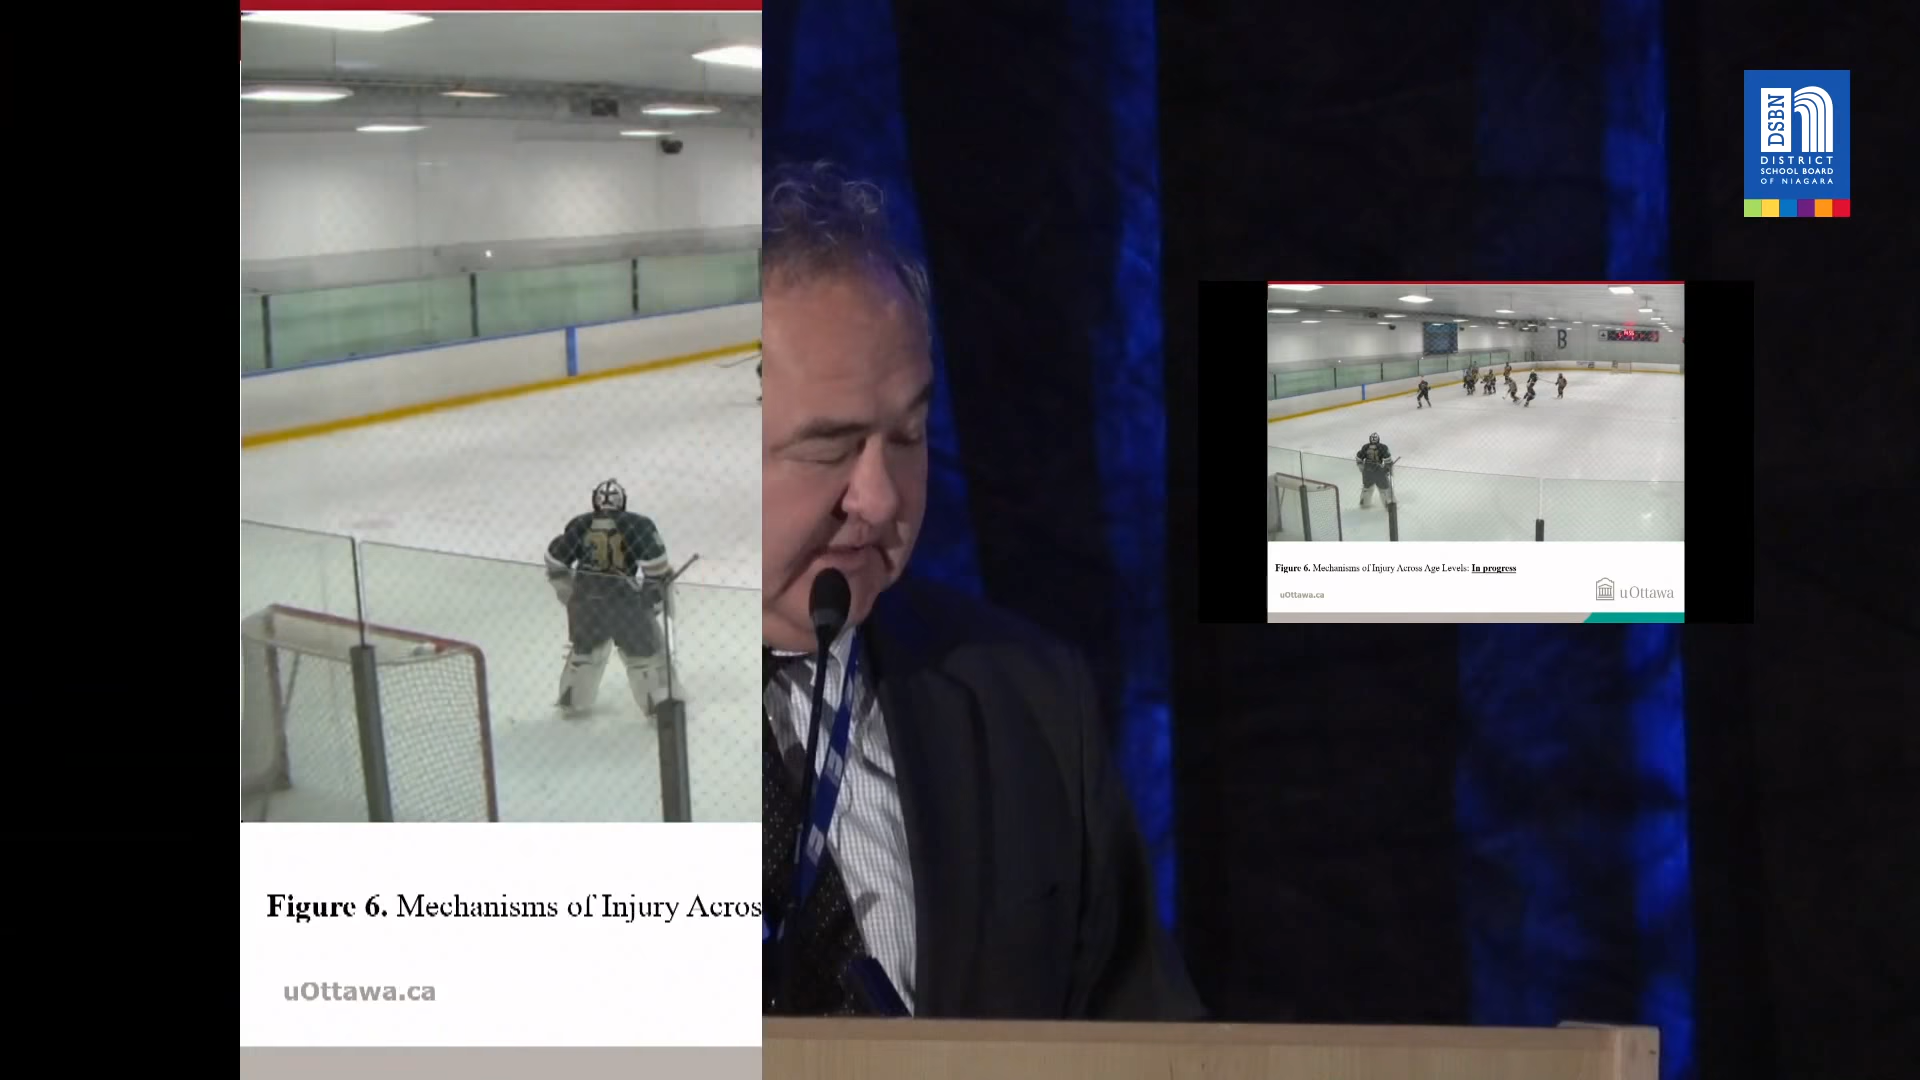 DSBN
DISTRICT
SCHOOL BOARD
OF NIAGARA
31
Figure 6. Mechanisms of Injury Acros
uOttawa.ca
B
Figure 6. Mechanisms of Injury Across Age Levels: In progress
uOttawa.ca
uOttawa